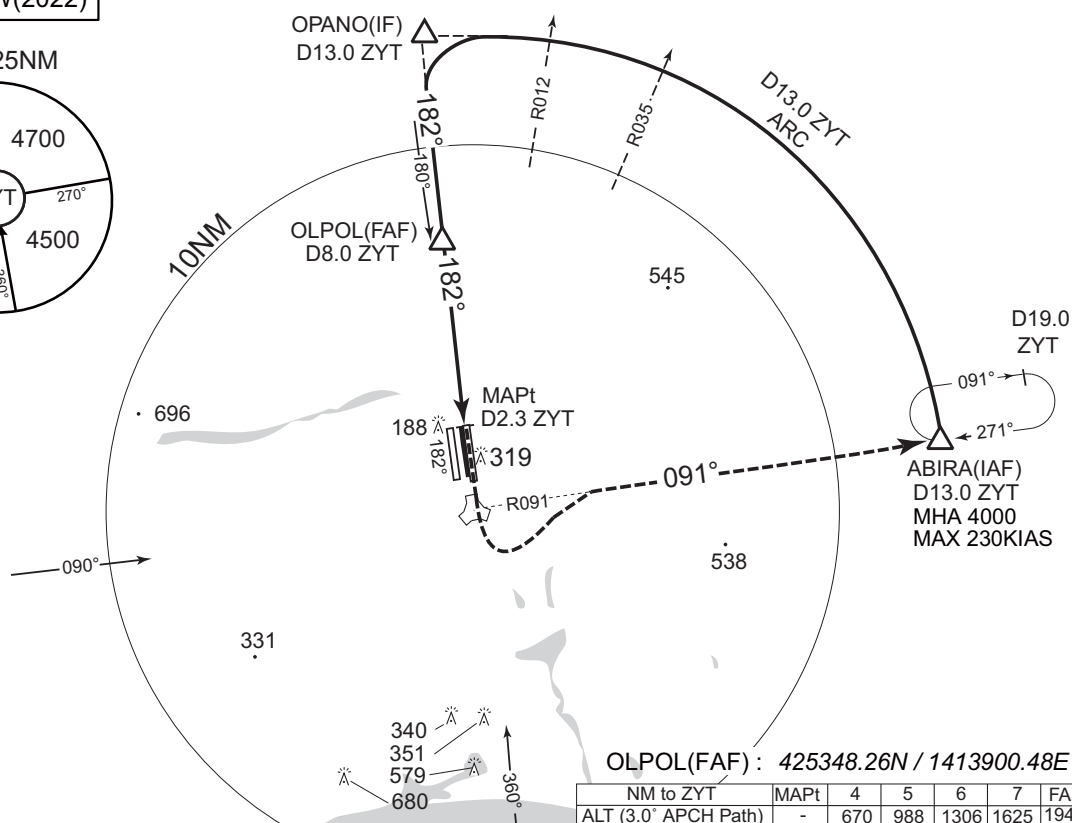 (2022)
25NM
4700
270°
4500
360°
OPANO(IF)
D13.0 ZYT
R012
R035
D13.0 ZYT
ARC
182°
180°
10NM
OLPOL(FAF)
D8.0 ZYT
182°
545
D19.0
ZYT
091°
271°
696
MAPt
D2.3 ZYT
188
182°
319
091°
R091
ABIRA(IAF)
D13.0 ZYT
MHA 4000
MAX 230KIAS
538
090°
331
340
351
579
680
360°
OLPOL(FAF) : 425348.26N / 1413900.48E
NM to ZYT MAPt 4 5 6 7 FA
ALT (3.0° APCH Path) - 670 988 1306 1625 194